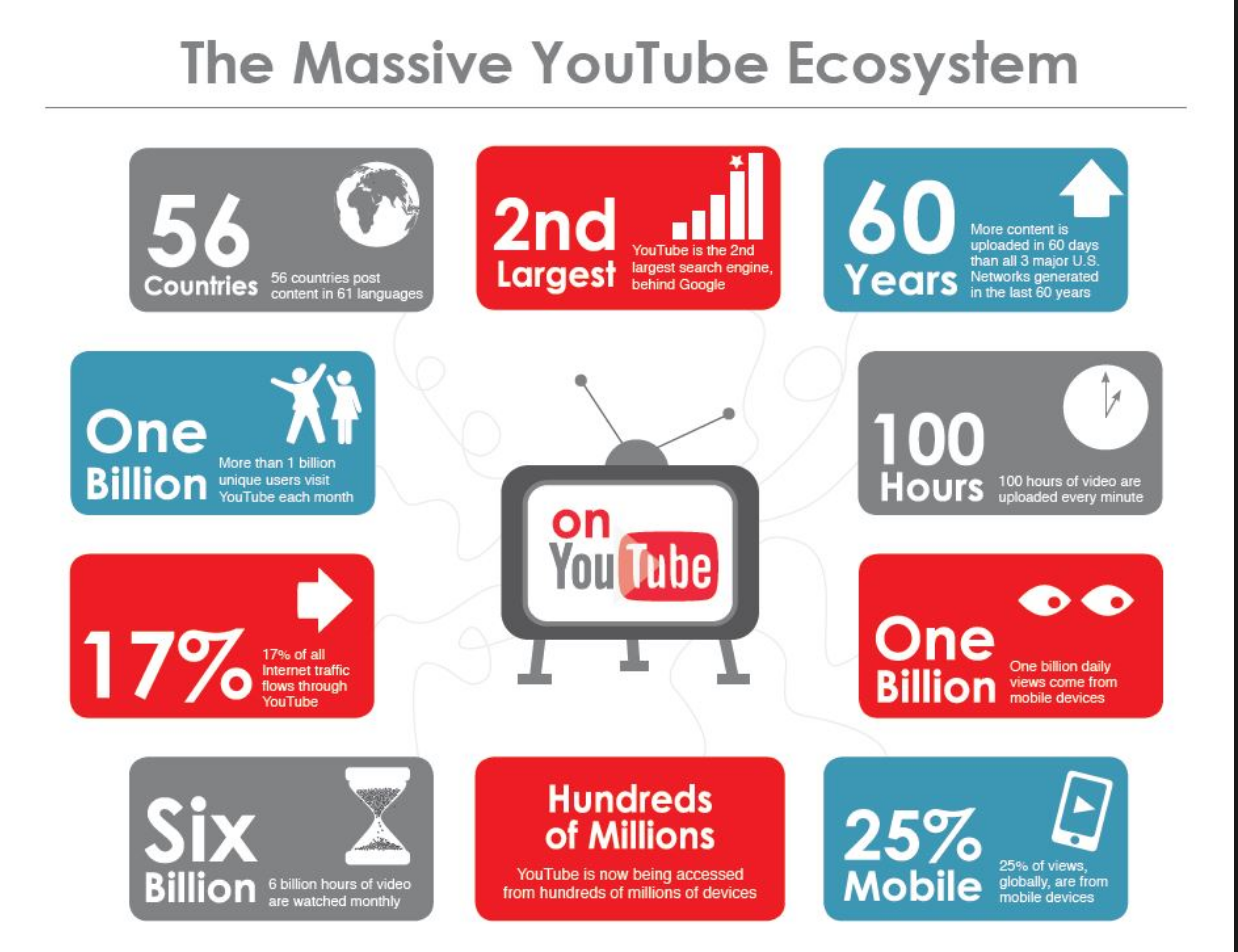 The Massive YouTube Ecosystem
56
Countries
56 countries post
content in 61 languages
2nd
Largest
YouTube is the 2nd
largest search engine,
behind Google
60
Years
More content is
uploaded in 60 days
than all 3 major U.S.
Networks generated
in the last 60 years
One
Billion
More than 1 billion
unique users visit
YouTube each month
on
YouTube
100
Hours
100 hours of video are
uploaded every minute
17%
17% of all
Internet traffic
flows through
YouTube
One
Billion
One billion daily
views come from
mobile devices
Six
Billion
6 billion hours of video
are watched monthly
Hundreds
of Millions
YouTube is now being accessed
from hundreds of millions of devices
25%
Mobile
25% of views,
globally, are from
mobile devices